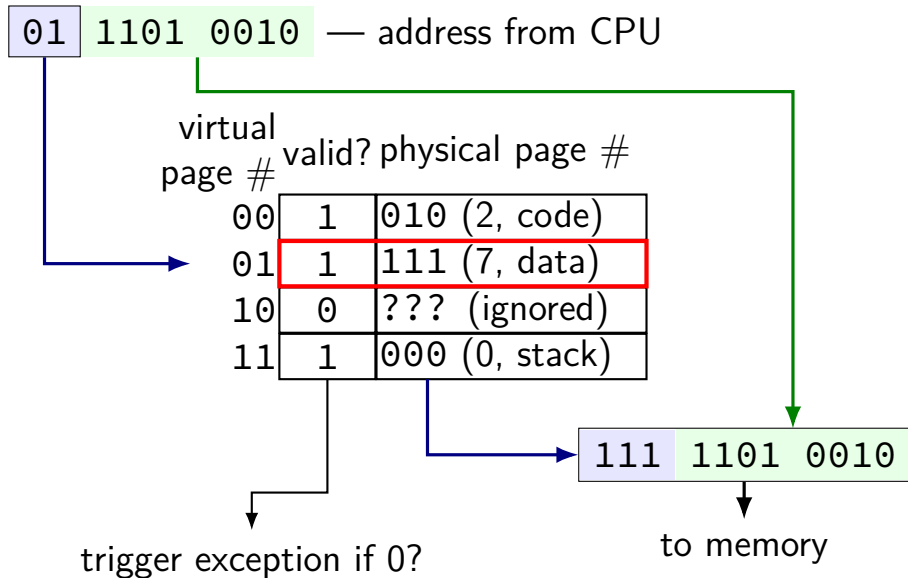 01 1101 0010 — address from CPU
virtual page # valid? physical page #
00 1 010 (2, code)
01 1 111 (7, data)
10 0 ??? (ignored)
11 1 000 (0, stack)
111 1101 0010
trigger exception if 0?
to memory